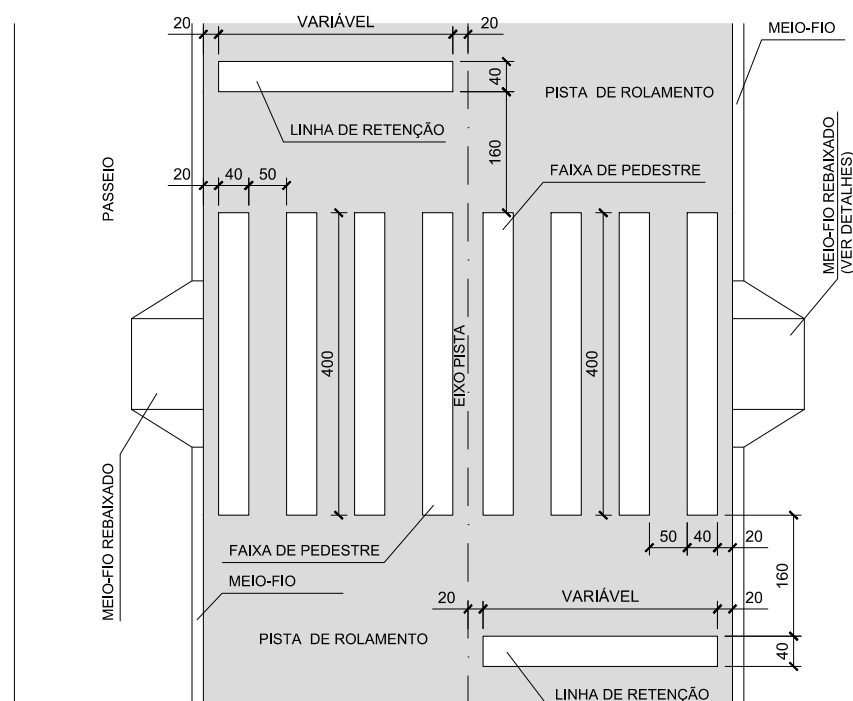 20
VARIÁVEL
20
MEIO-FIO
40
PISTA DE ROLAMENTO
LINHA DE RETENÇÃO
160
MEIO-FIO REBAIXADO
(VER DETALHES)
PASSEIO
20
40
50
FAIXA DE PEDESTRE
400
EIXO PISTA
400
MEIO-FIO REBAIXADO
FAIXA DE PEDESTRE
50
40
20
MEIO-FIO
160
20
VARIÁVEL
20
PISTA DE ROLAMENTO
40
LINHA DE RETENÇÃO